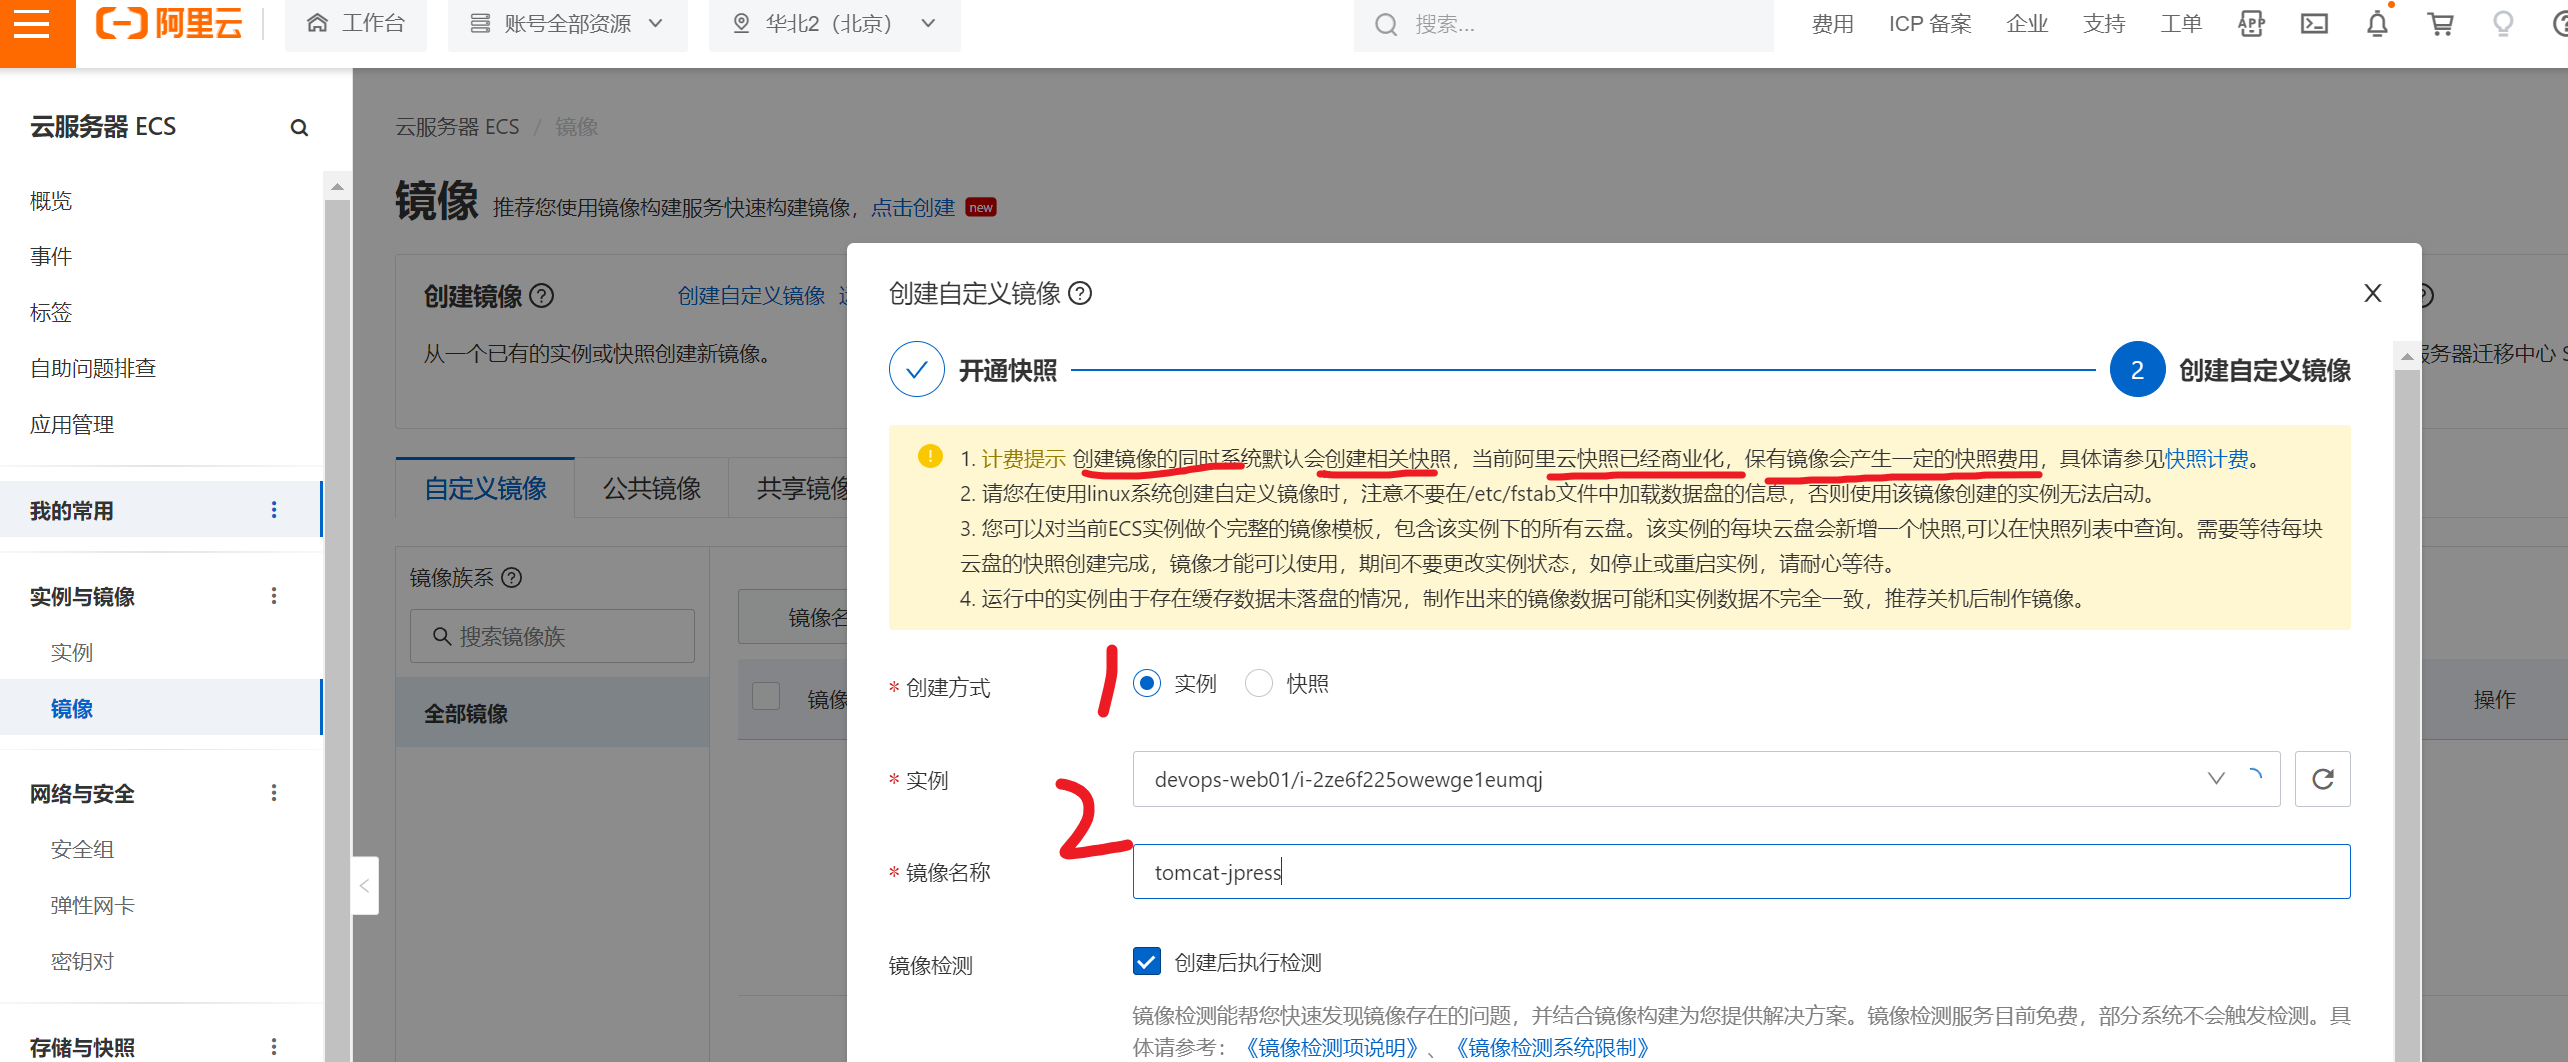 阿里云 工作台 账号全部资源 华北2（北京） 搜索... 费用 ICP 备案 企业 支持 工单 APP
云服务器 ECS
概览
事件
标签
自助问题排查
应用管理
我的常用
实例与镜像
实例
镜像
网络与安全
安全组
弹性网卡
密钥对
存储与快照
云服务器 ECS / 镜像
镜像 推荐您使用镜像构建服务快速构建镜像，点击创建 new
创建镜像 创建自定义镜像
从一个已有的实例或快照创建新镜像。
服务器迁移中心 S
自定义镜像 公共镜像 共享镜像
镜像族系
搜索镜像族
全部镜像
镜像名
镜像
操作
创建自定义镜像
开通快照 2 创建自定义镜像
1. 计费提示 创建镜像的同时系统默认会创建相关快照，当前阿里云快照已经商业化，保有镜像会产生一定的快照费用，具体请参见快照计费。
2. 请您在使用linux系统创建自定义镜像时，注意不要在/etc/fstab文件中加载数据盘的信息，否则使用该镜像创建的实例无法启动。
3. 您可以对当前ECS实例做个完整的镜像模板，包含该实例下的所有云盘。该实例的每块云盘会新增一个快照,可以在快照列表中查询。需要等待每块
云盘的快照创建完成，镜像才能可以使用，期间不要更改实例状态，如停止或重启实例，请耐心等待。
4. 运行中的实例由于存在缓存数据未落盘的情况，制作出来的镜像数据可能和实例数据不完全一致，推荐关机后制作镜像。
* 创建方式 1 实例 快照
* 实例 devops-web01/i-2ze6f225owewge1eumqj
2
* 镜像名称 tomcat-jpress
镜像检测 创建后执行检测
镜像检测能帮您快速发现镜像存在的问题，并结合镜像构建为您提供解决方案。镜像检测服务目前免费，部分系统不会触发检测。具
体请参考：《镜像检测项说明》、《镜像检测系统限制》